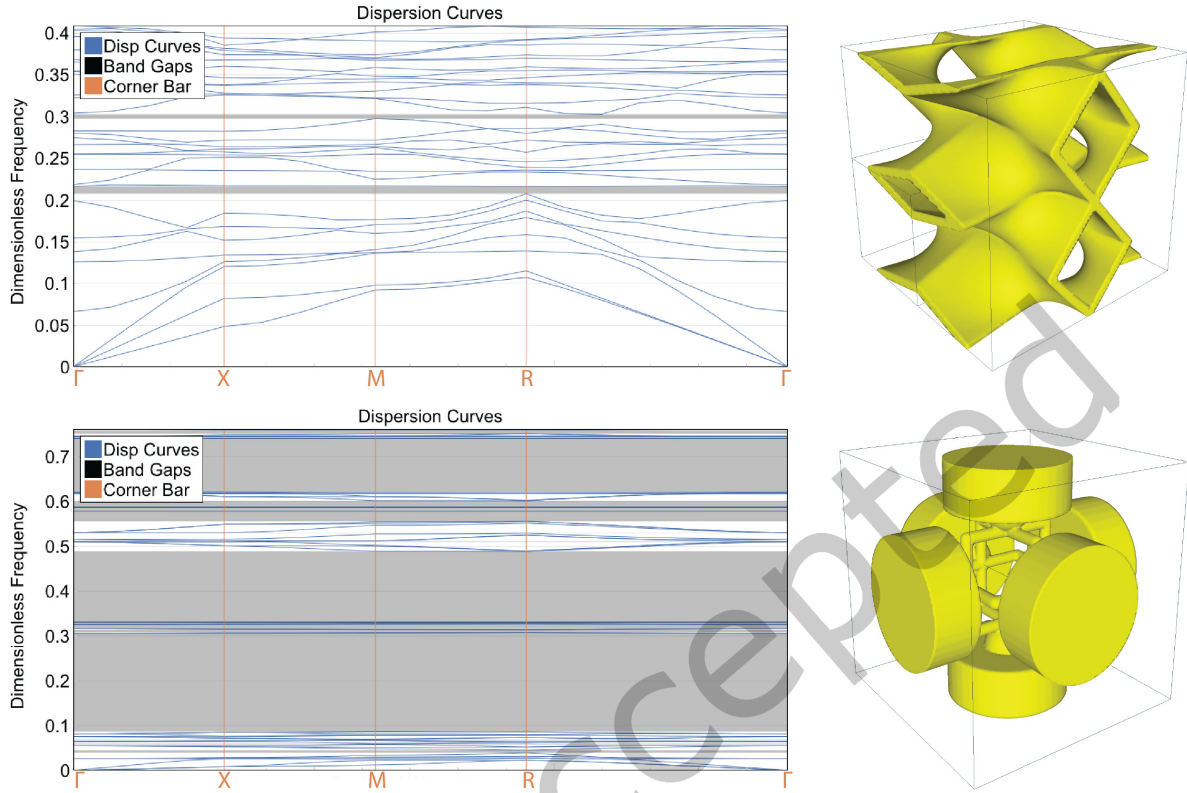 Dispersion Curves
Disp Curves
Band Gaps
Corner Bar
Dimensionless Frequency
0.4
0.35
0.3
0.25
0.2
0.15
0.1
0.05
0
Γ X M R Γ
Dispersion Curves
Disp Curves
Band Gaps
Corner Bar
Dimensionless Frequency
0.7
0.6
0.5
0.4
0.3
0.2
0.1
0
Γ X M R Γ
ccepted